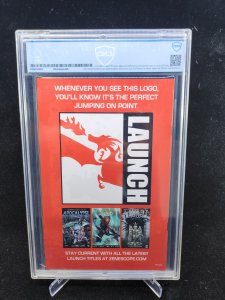 WHENEVER YOU SEE THIS LOGO,
YOU'LL KNOW IT'S THE PERFECT
JUMPING ON POINT.
LAUNCH
APOCALYPSE
STAY CURRENT WITH ALL THE LATEST
LAUNCH TITLES AT ZENESCOPE.COM